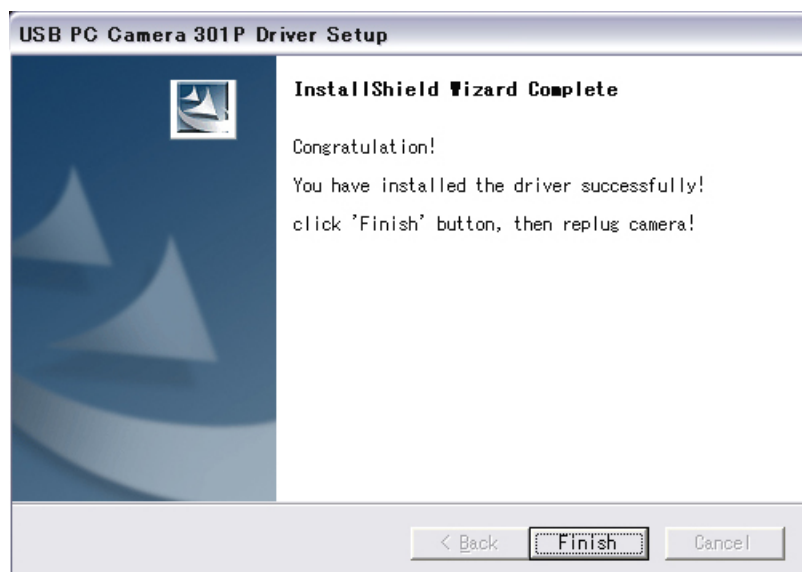 USB PC Camera 301P Driver Setup
InstallShield Wizard Complete
Congratulation!
You have installed the driver successfully!
click 'Finish' button, then replug camera!
< Back Finish Cancel